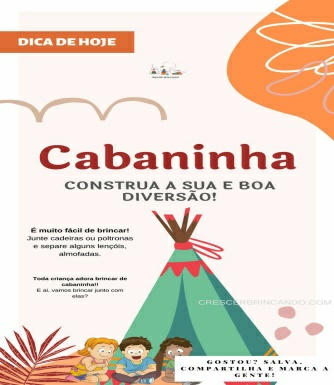 DICA DE HOJE
Cabaninha
CONSTRUA A SUA E BOA
DIVERSÃO!
É muito fácil de brincar!
Junte cadeiras ou poltronas
e separe alguns lençóis,
almofadas.
Toda criança adora brincar de
cabaninha!!
E aí, vamos brincar junto com
elas?
CRESCERBRINCANDO.COM
GOSTOU? SALVA.
COMPARTILHA E MARCA A
GENTE!